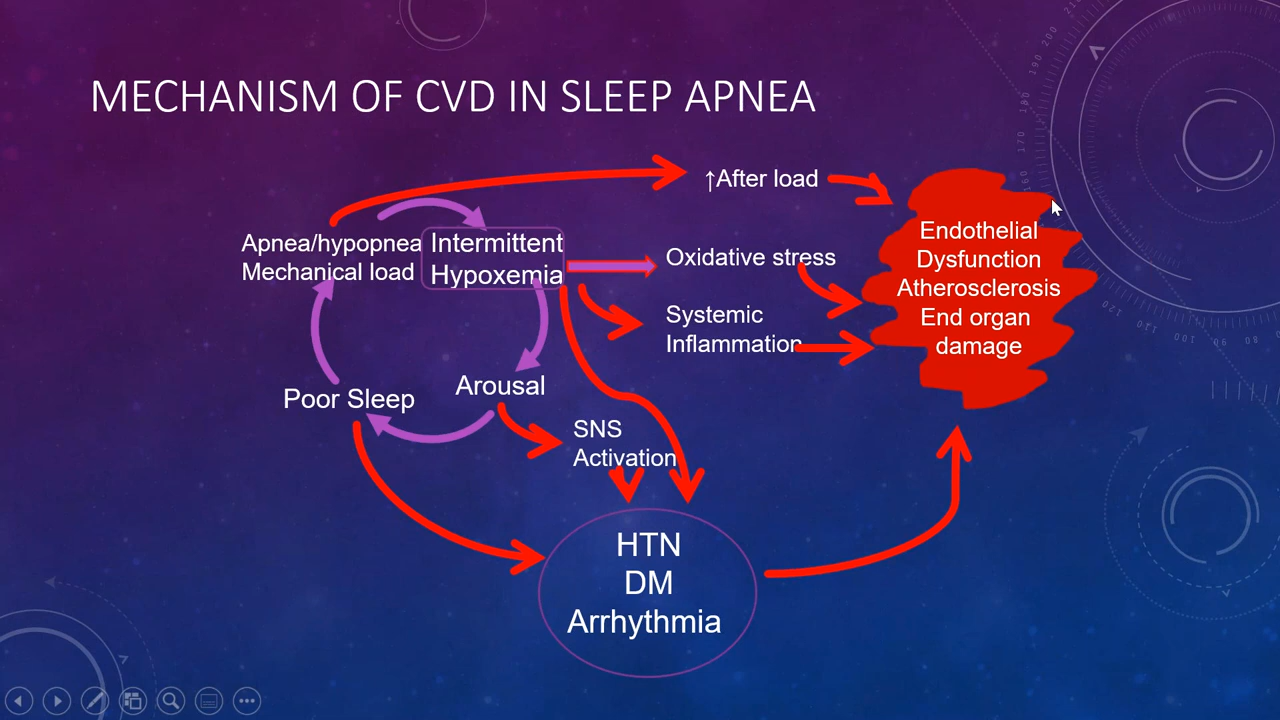 MECHANISM OF CVD IN SLEEP APNEA
↑After load
Apnea/hypopnea
Mechanical load
Intermittent
Hypoxemia
Oxidative stress
Systemic
Inflammation
Endothelial
Dysfunction
Atherosclerosis
End organ
damage
Poor Sleep
Arousal
SNS
Activation
HTN
DM
Arrhythmia